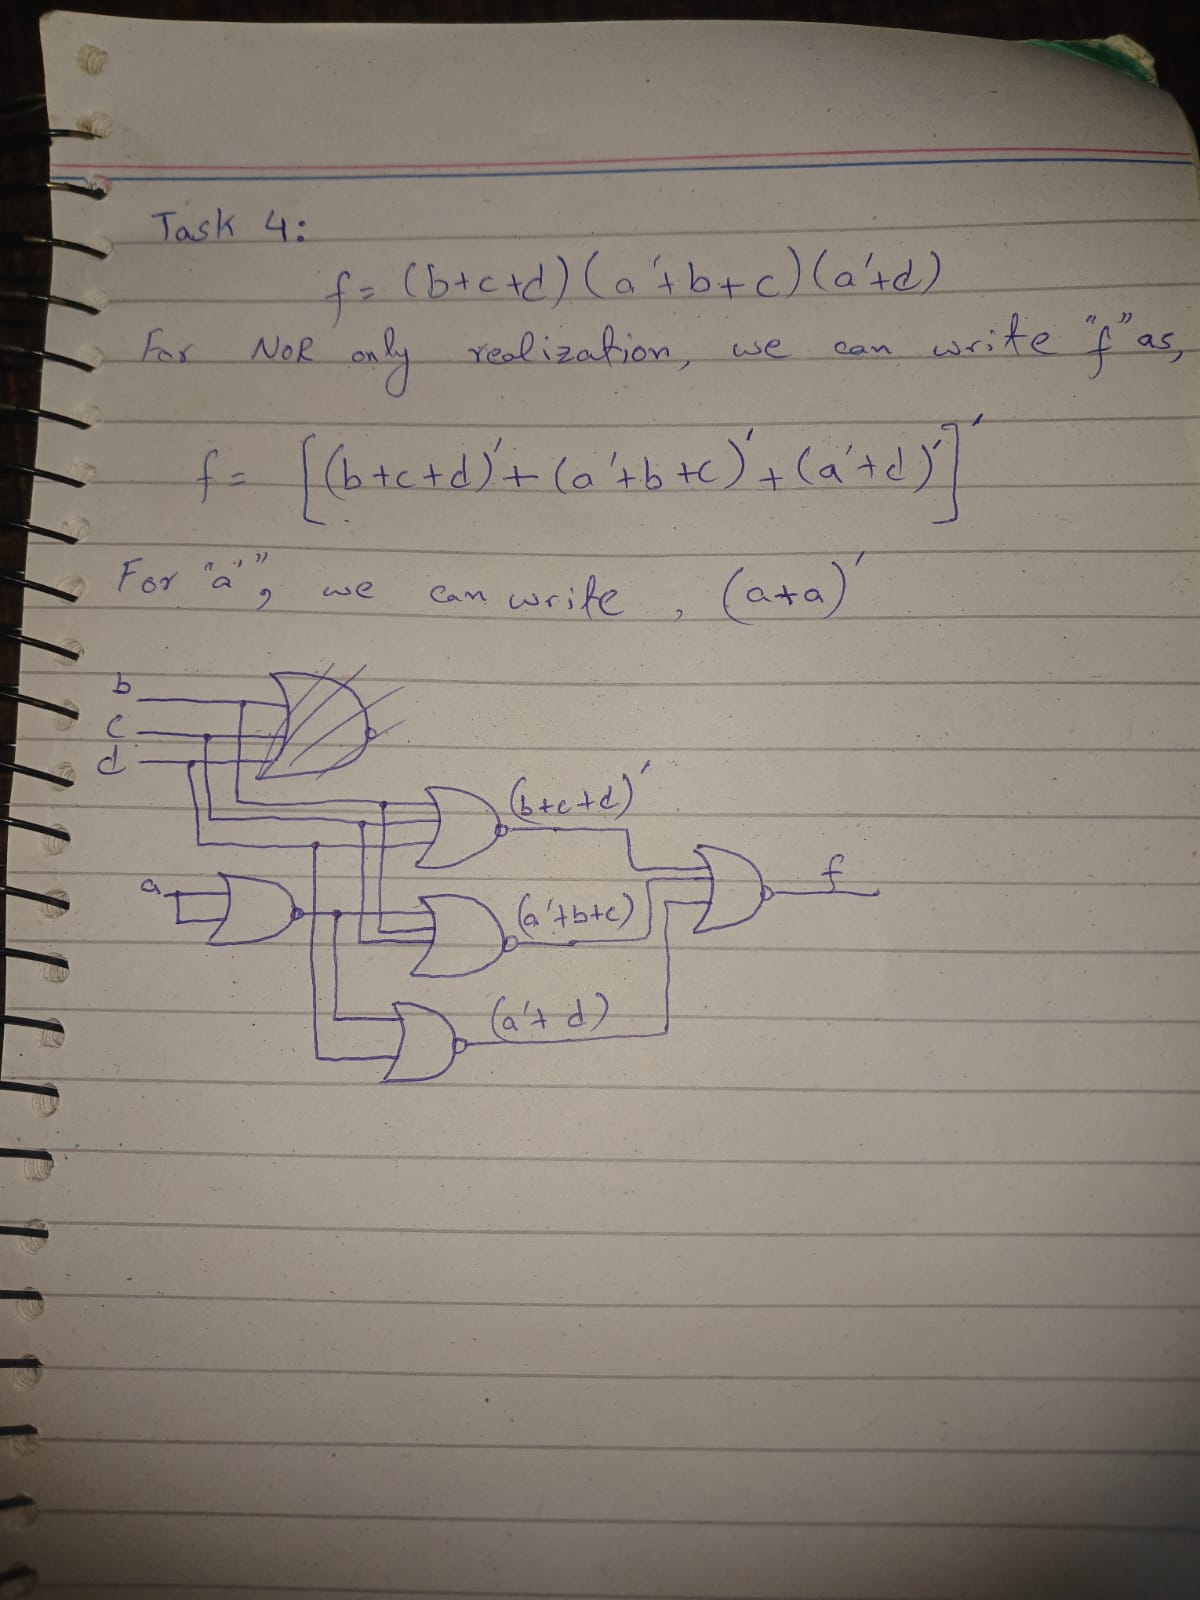 Task 4:
f = (b+c+d)(a'+b+c)(a'+d)
For NOR only realization, we can write "f" as,
f = [(b+c+d)'+(a'+b+c)'+(a'+d)']'
For "a'", we can write, (a+a)'
b
c
d
(b+c+d)'
f
a
(a'+b+c)
(a'+d)